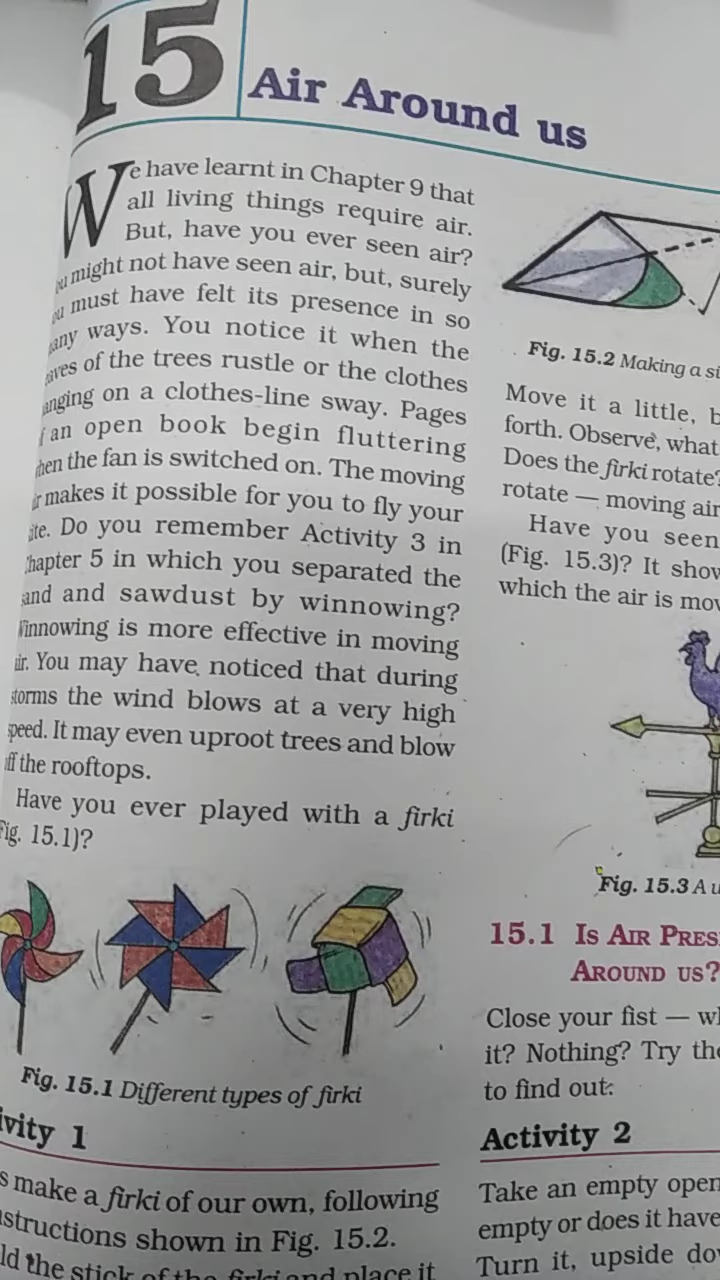 15
Air Around us
We have learnt in Chapter 9 that
all living things require air.
But, have you ever seen air?
might not have seen air, but, surely
must have felt its presence in so
ways. You notice it when the
of the trees rustle or the clothes
on a clothes-line sway. Pages
an open book begin fluttering
the fan is switched on. The moving
makes it possible for you to fly your
Do you remember Activity 3 in
5 in which you separated the
and sawdust by winnowing?
is more effective in moving
You may have noticed that during
the wind blows at a very high
It may even uproot trees and blow
the rooftops.
Have you ever played with a firki
15.1)?
Fig. 15.1 Different types of firki
1
make a firki of our own, following
shown in Fig. 15.2.
the stick of the firki and place it
Fig. 15.2 Making a
Move it a little,
forth. Observe, what
Does the firki rotate?
rotate — moving air
Have you seen
(Fig. 15.3)? It
which the air is
Fig. 15.3 A
15.1 IS AIR
AROUND US?
Close your fist —
it? Nothing? Try
to find out:
Activity 2
Take an empty
empty or does it have
Turn it, upside